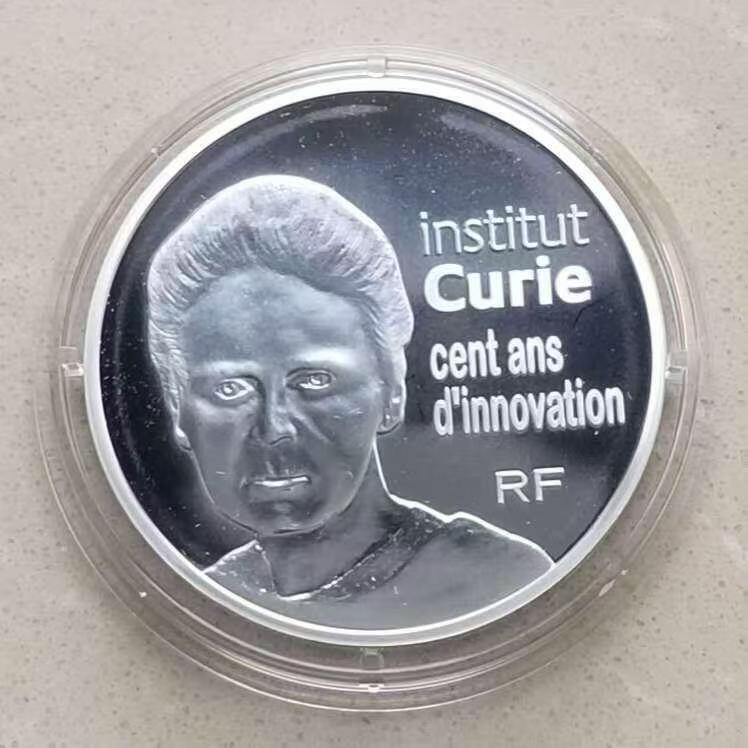 institut
Curie
cent ans
d'innovation
RF